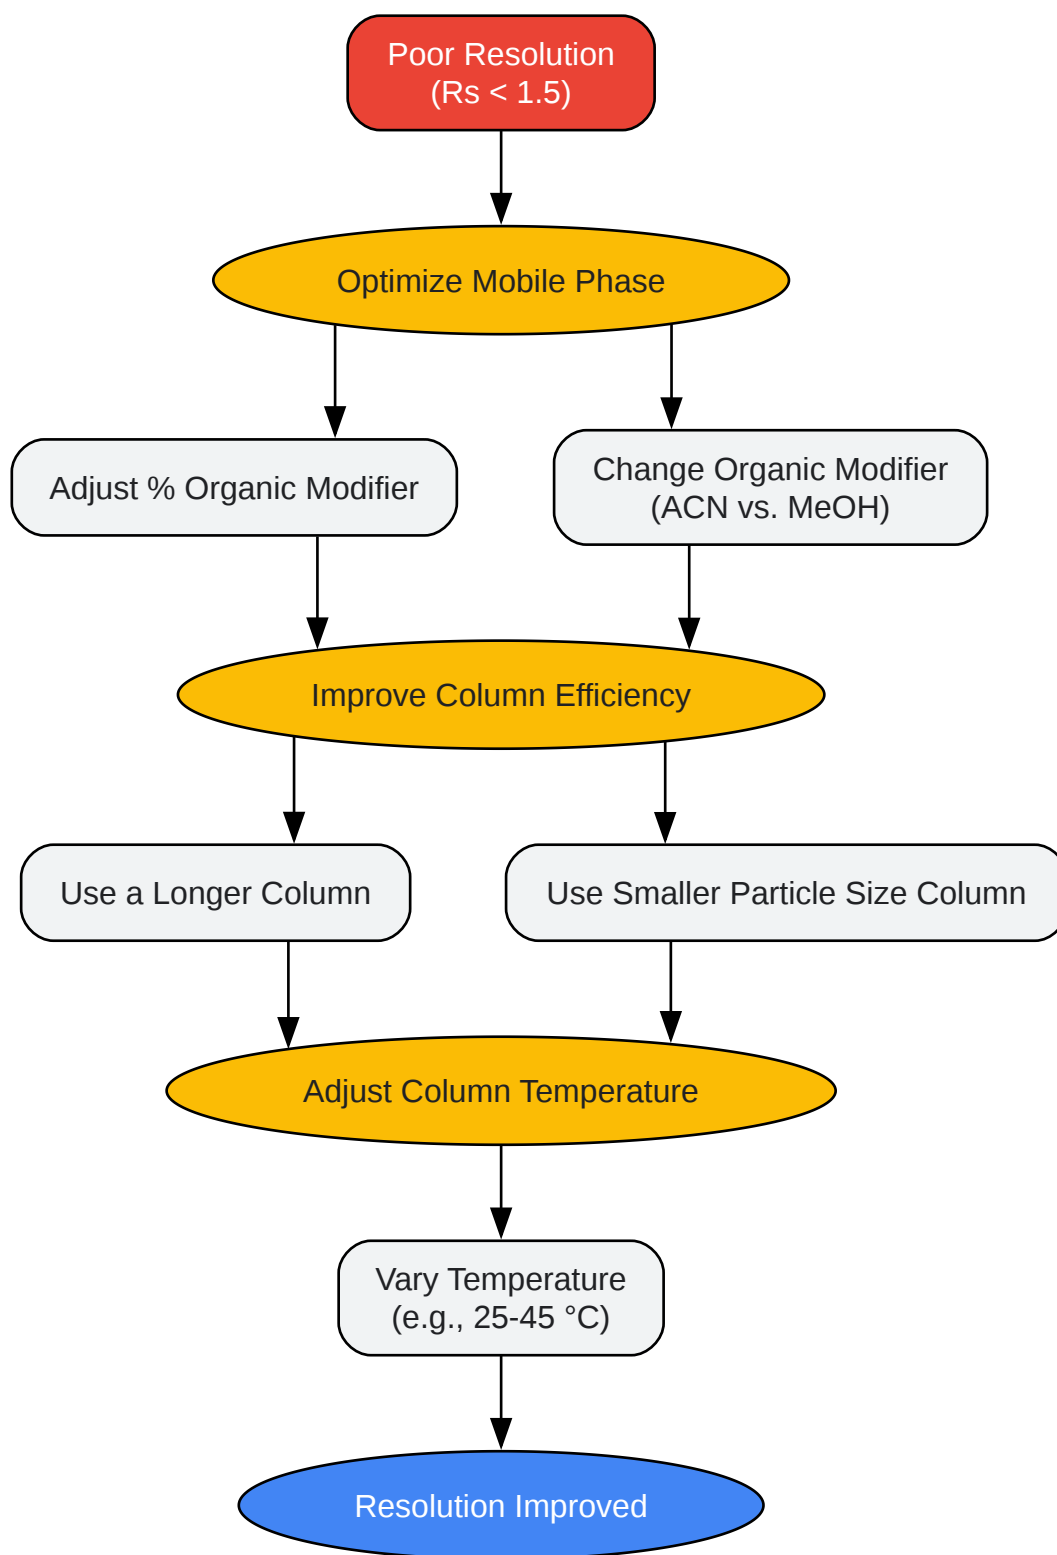 Poor Resolution
(Rs < 1.5)
Optimize Mobile Phase
Adjust % Organic Modifier
Change Organic Modifier
(ACN vs. MeOH)
Improve Column Efficiency
Use a Longer Column
Use Smaller Particle Size Column
Adjust Column Temperature
Vary Temperature
(e.g., 25-45 °C)
Resolution Improved